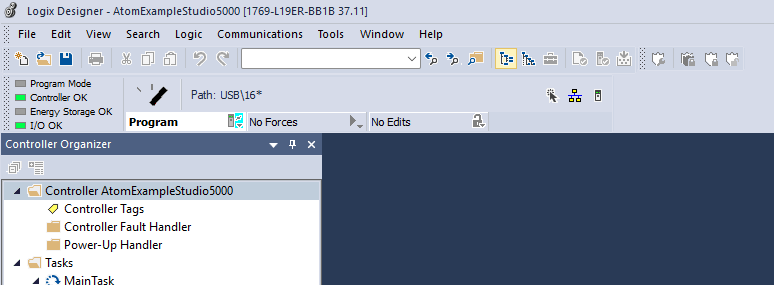 Logix Designer - AtomExampleStudio5000 [1769-L19ER-BB1B 37.11]
File Edit View Search Logic Communications Tools Window Help
Program Mode
Controller OK
Energy Storage OK
I/O OK
Path: USB\16*
Program No Forces No Edits
Controller Organizer
Controller AtomExampleStudio5000
Controller Tags
Controller Fault Handler
Power-Up Handler
Tasks
MainTask